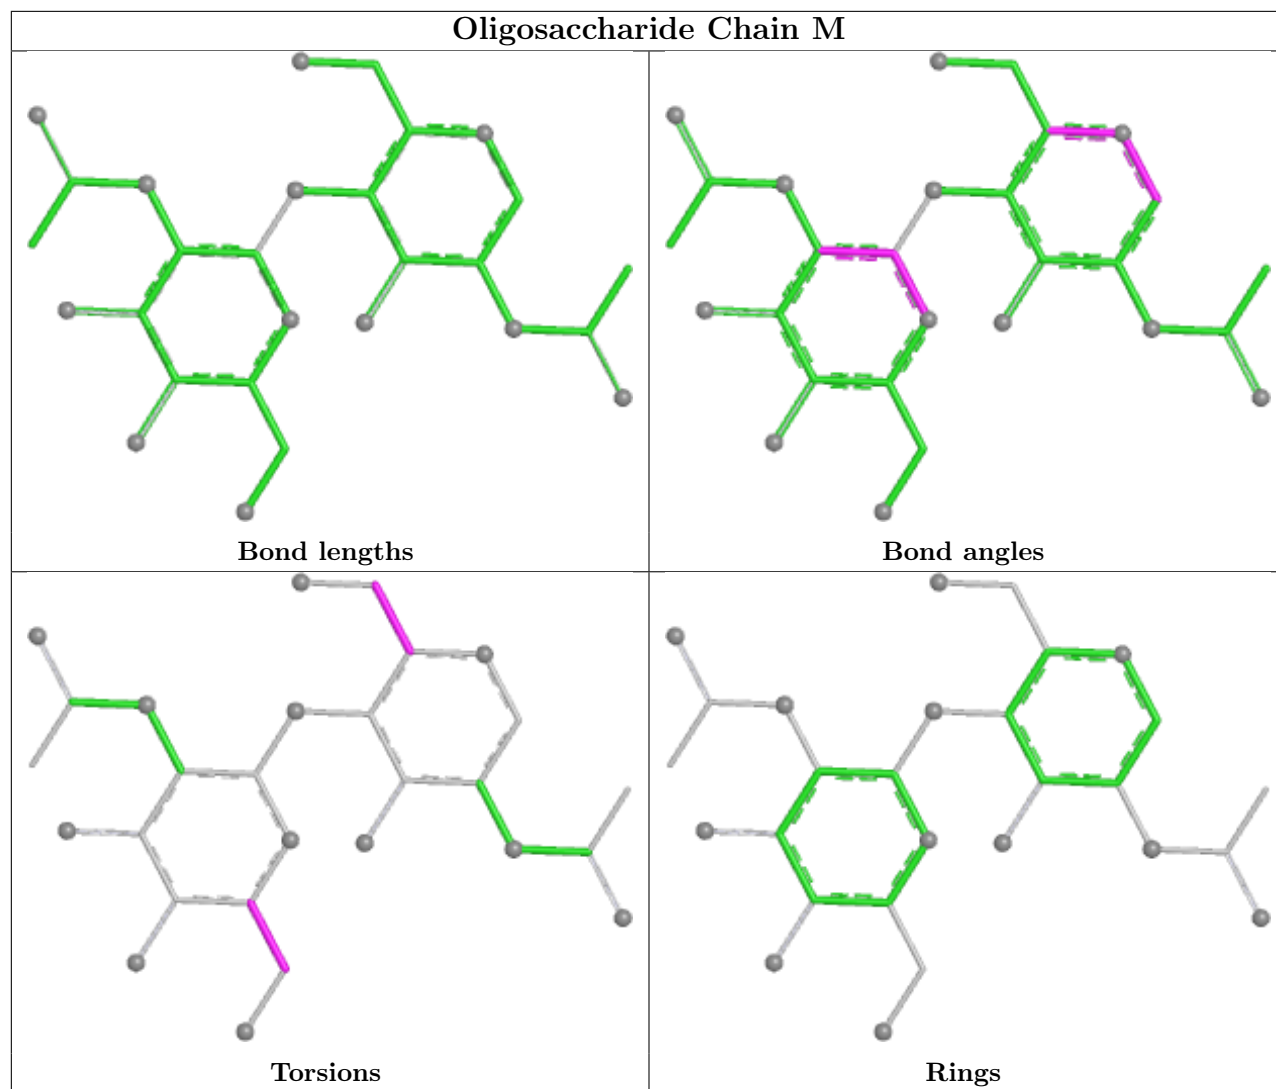 Oligosaccharide Chain M
Bond lengths
Bond angles
Torsions
Rings